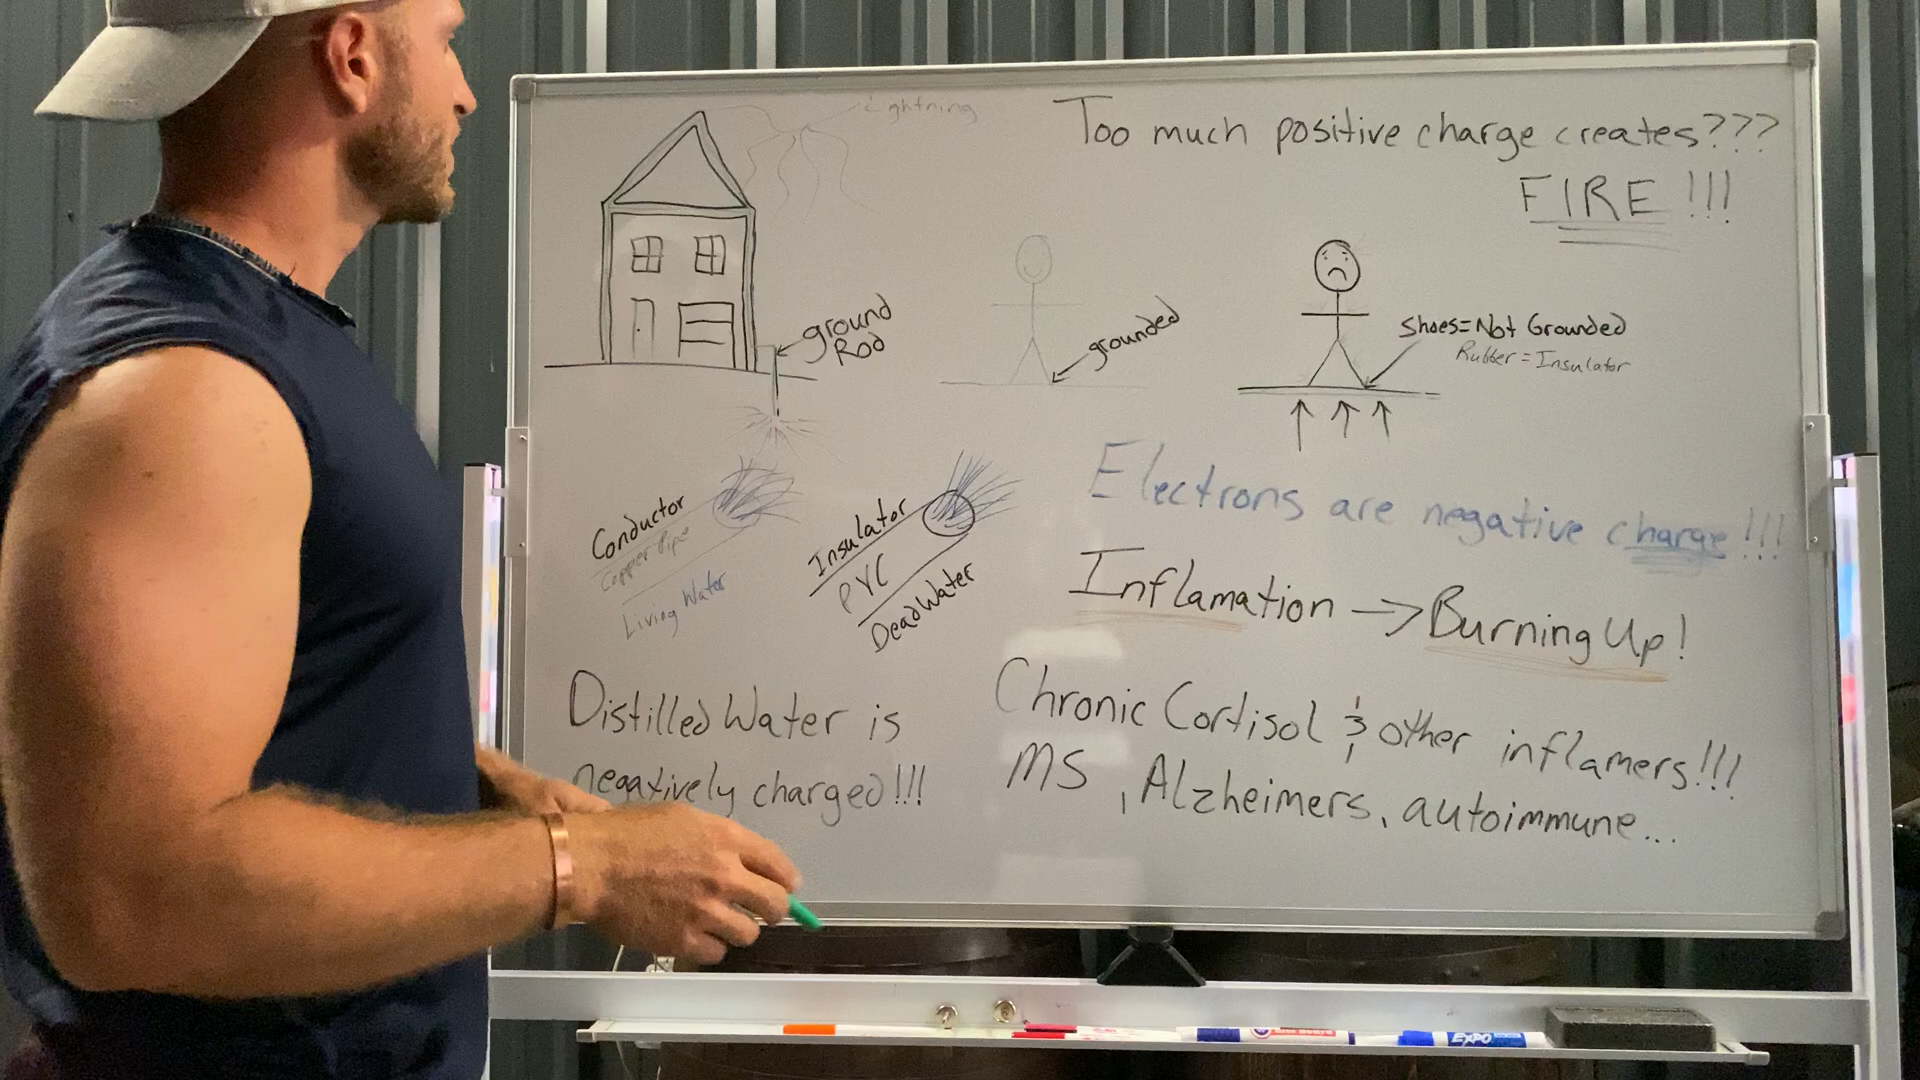 Lightning
Too much positive charge creates???
FIRE!!!
ground
Rod
grounded
Shoes=Not Grounded
Rubber=Insulator
Electrons are negative charge!!!
Conductor
Copper Pipe
Living Water
Insulator
PVC
Dead Water
Inflamation → Burning Up!
Distilled Water is
negatively charged!!!
Chronic Cortisol & other inflamers!!!
MS, Alzheimers, autoimmune...
EXPO